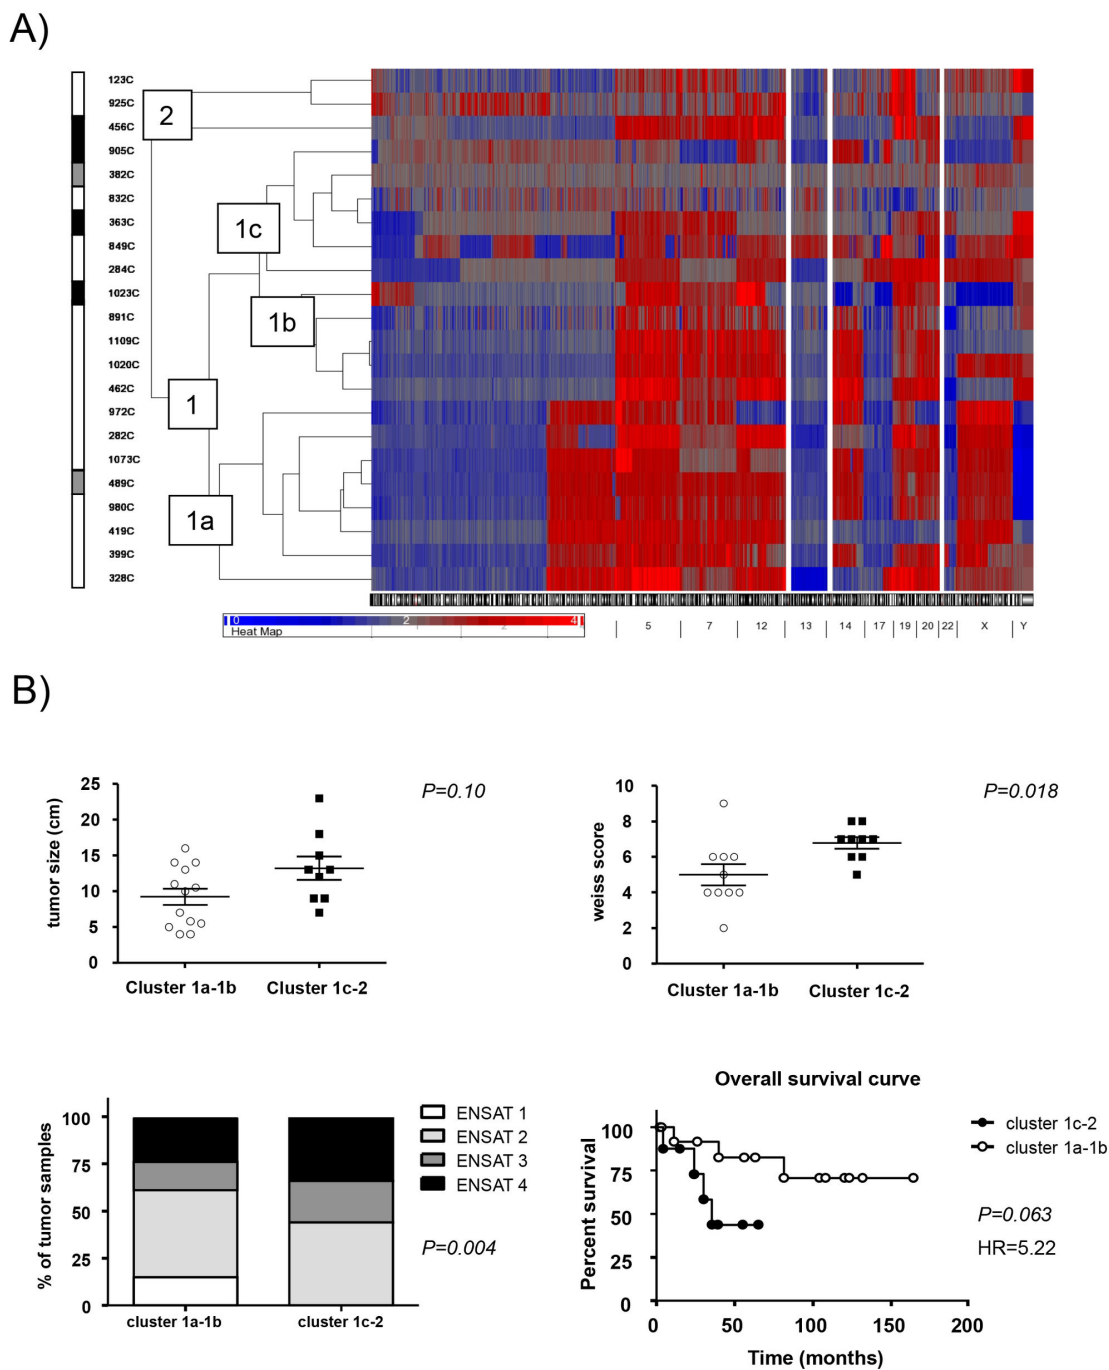 A)
123C
925C
456C
905C
382C
832C
363C
849C
284C
1023C
891C
1109C
1020C
462C
972C
282C
1073C
489C
980C
419C
399C
328C
2
1c
1b
1
1a
0 2 4
Heat Map
5 7 12 13 14 17 19 20 22 X Y
B)
tumor size (cm)
25
20
15
10
5
0
Cluster 1a-1b Cluster 1c-2
P=0.10
weiss score
10
8
6
4
2
0
Cluster 1a-1b Cluster 1c-2
P=0.018
% of tumor samples
100
75
50
25
0
cluster 1a-1b cluster 1c-2
ENSAT 1
ENSAT 2
ENSAT 3
ENSAT 4
P=0.004
Overall survival curve
Percent survival
100
75
50
25
0
0 50 100 150 200
Time (months)
cluster 1c-2
cluster 1a-1b
P=0.063
HR=5.22